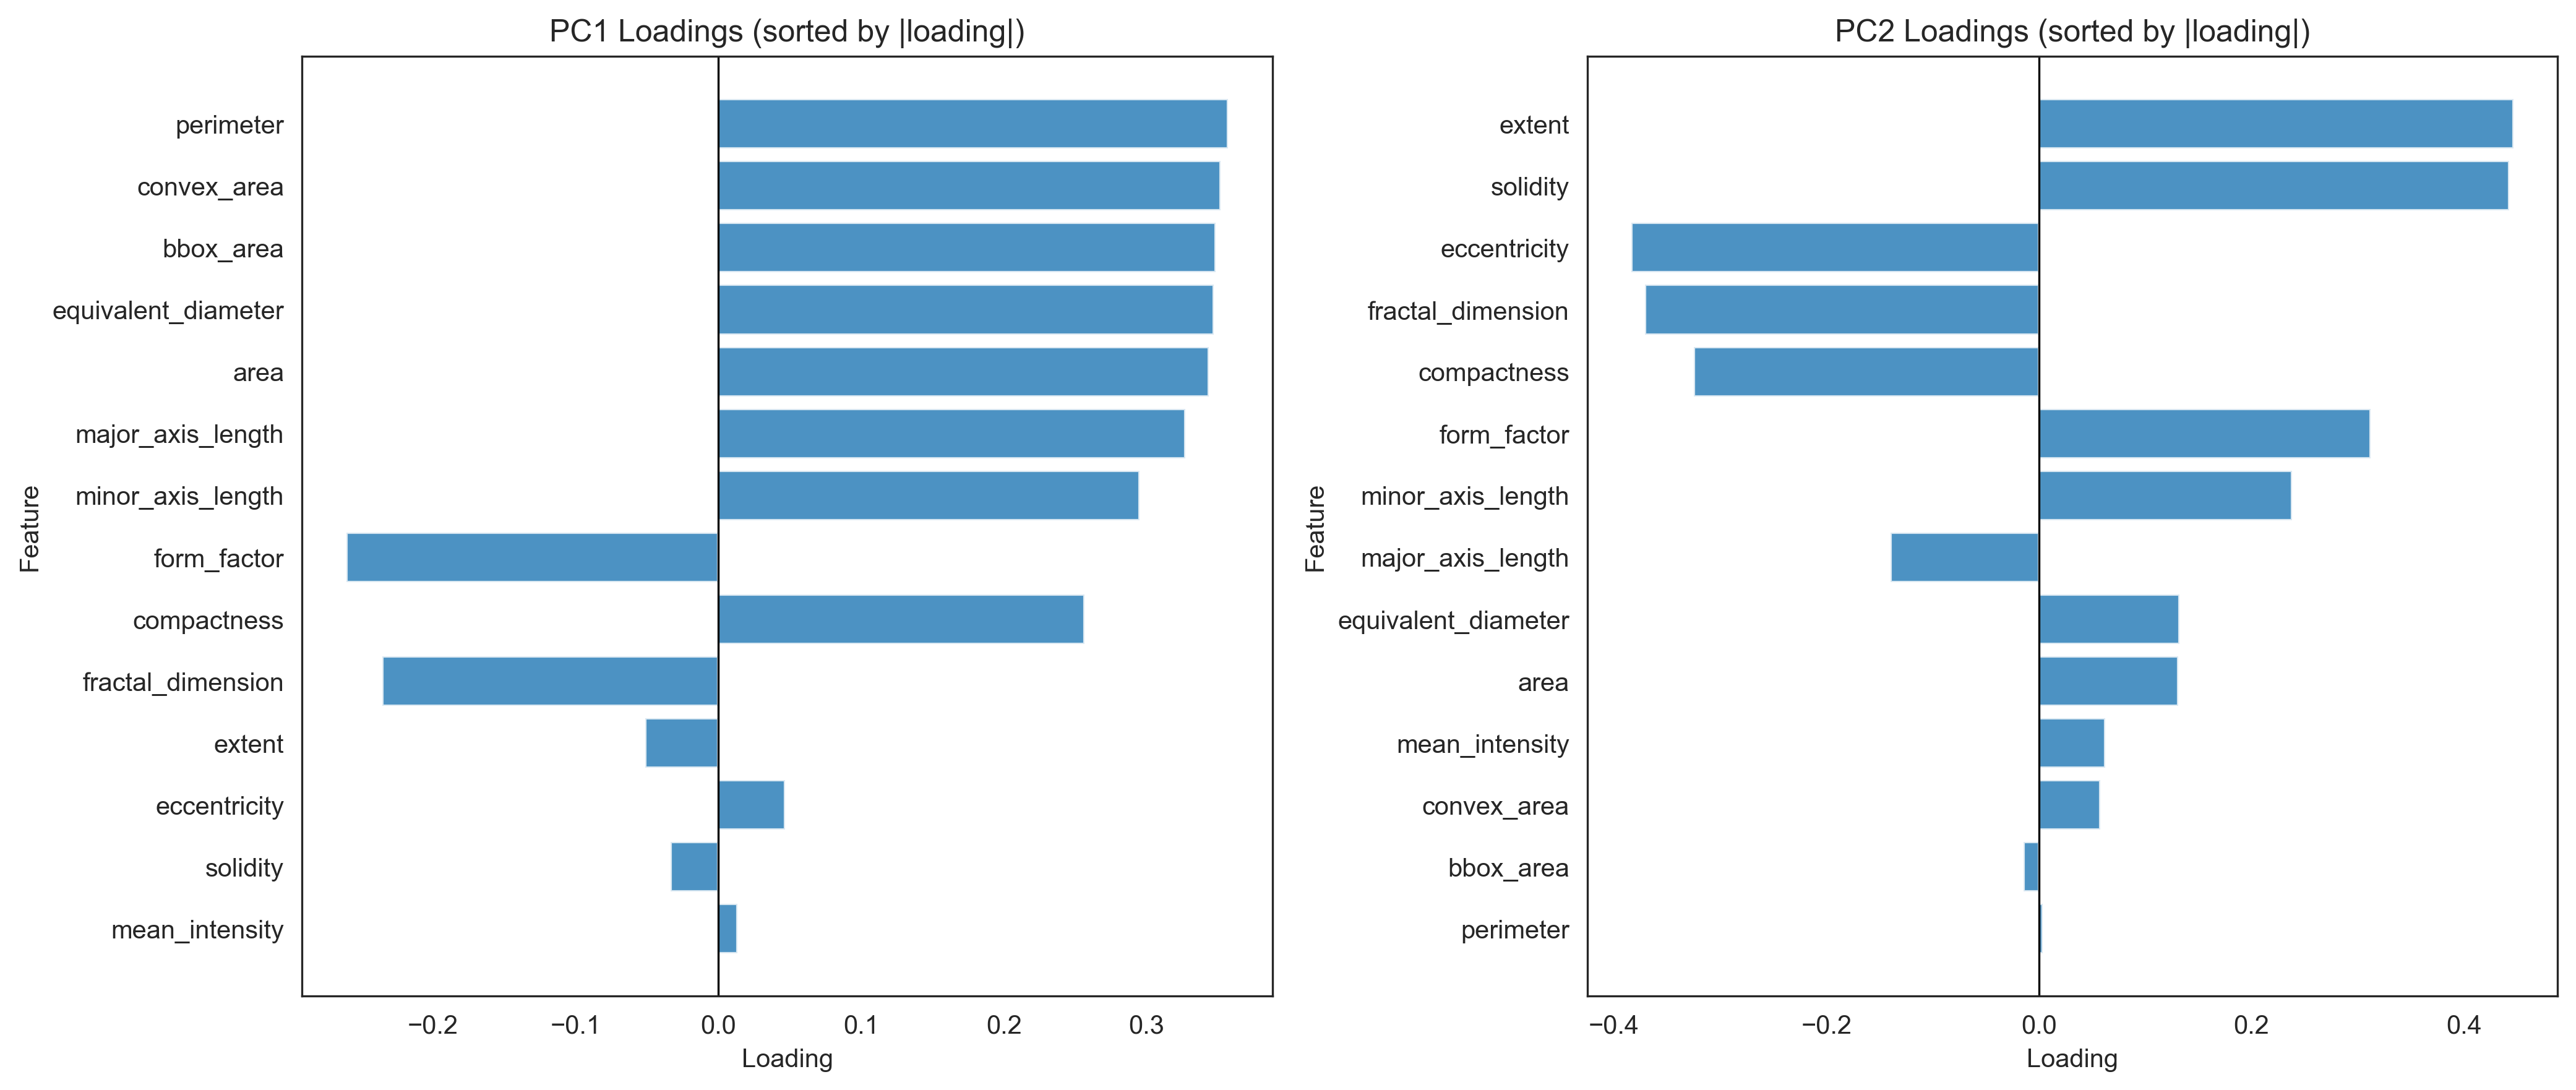 PC1 Loadings (sorted by |loading|)
Feature
perimeter
convex_area
bbox_area
equivalent_diameter
area
major_axis_length
minor_axis_length
form_factor
compactness
fractal_dimension
extent
eccentricity
solidity
mean_intensity
−0.2 −0.1 0.0 0.1 0.2 0.3
Loading
PC2 Loadings (sorted by |loading|)
Feature
extent
solidity
eccentricity
fractal_dimension
compactness
form_factor
minor_axis_length
major_axis_length
equivalent_diameter
area
mean_intensity
convex_area
bbox_area
perimeter
−0.4 −0.2 0.0 0.2 0.4
Loading